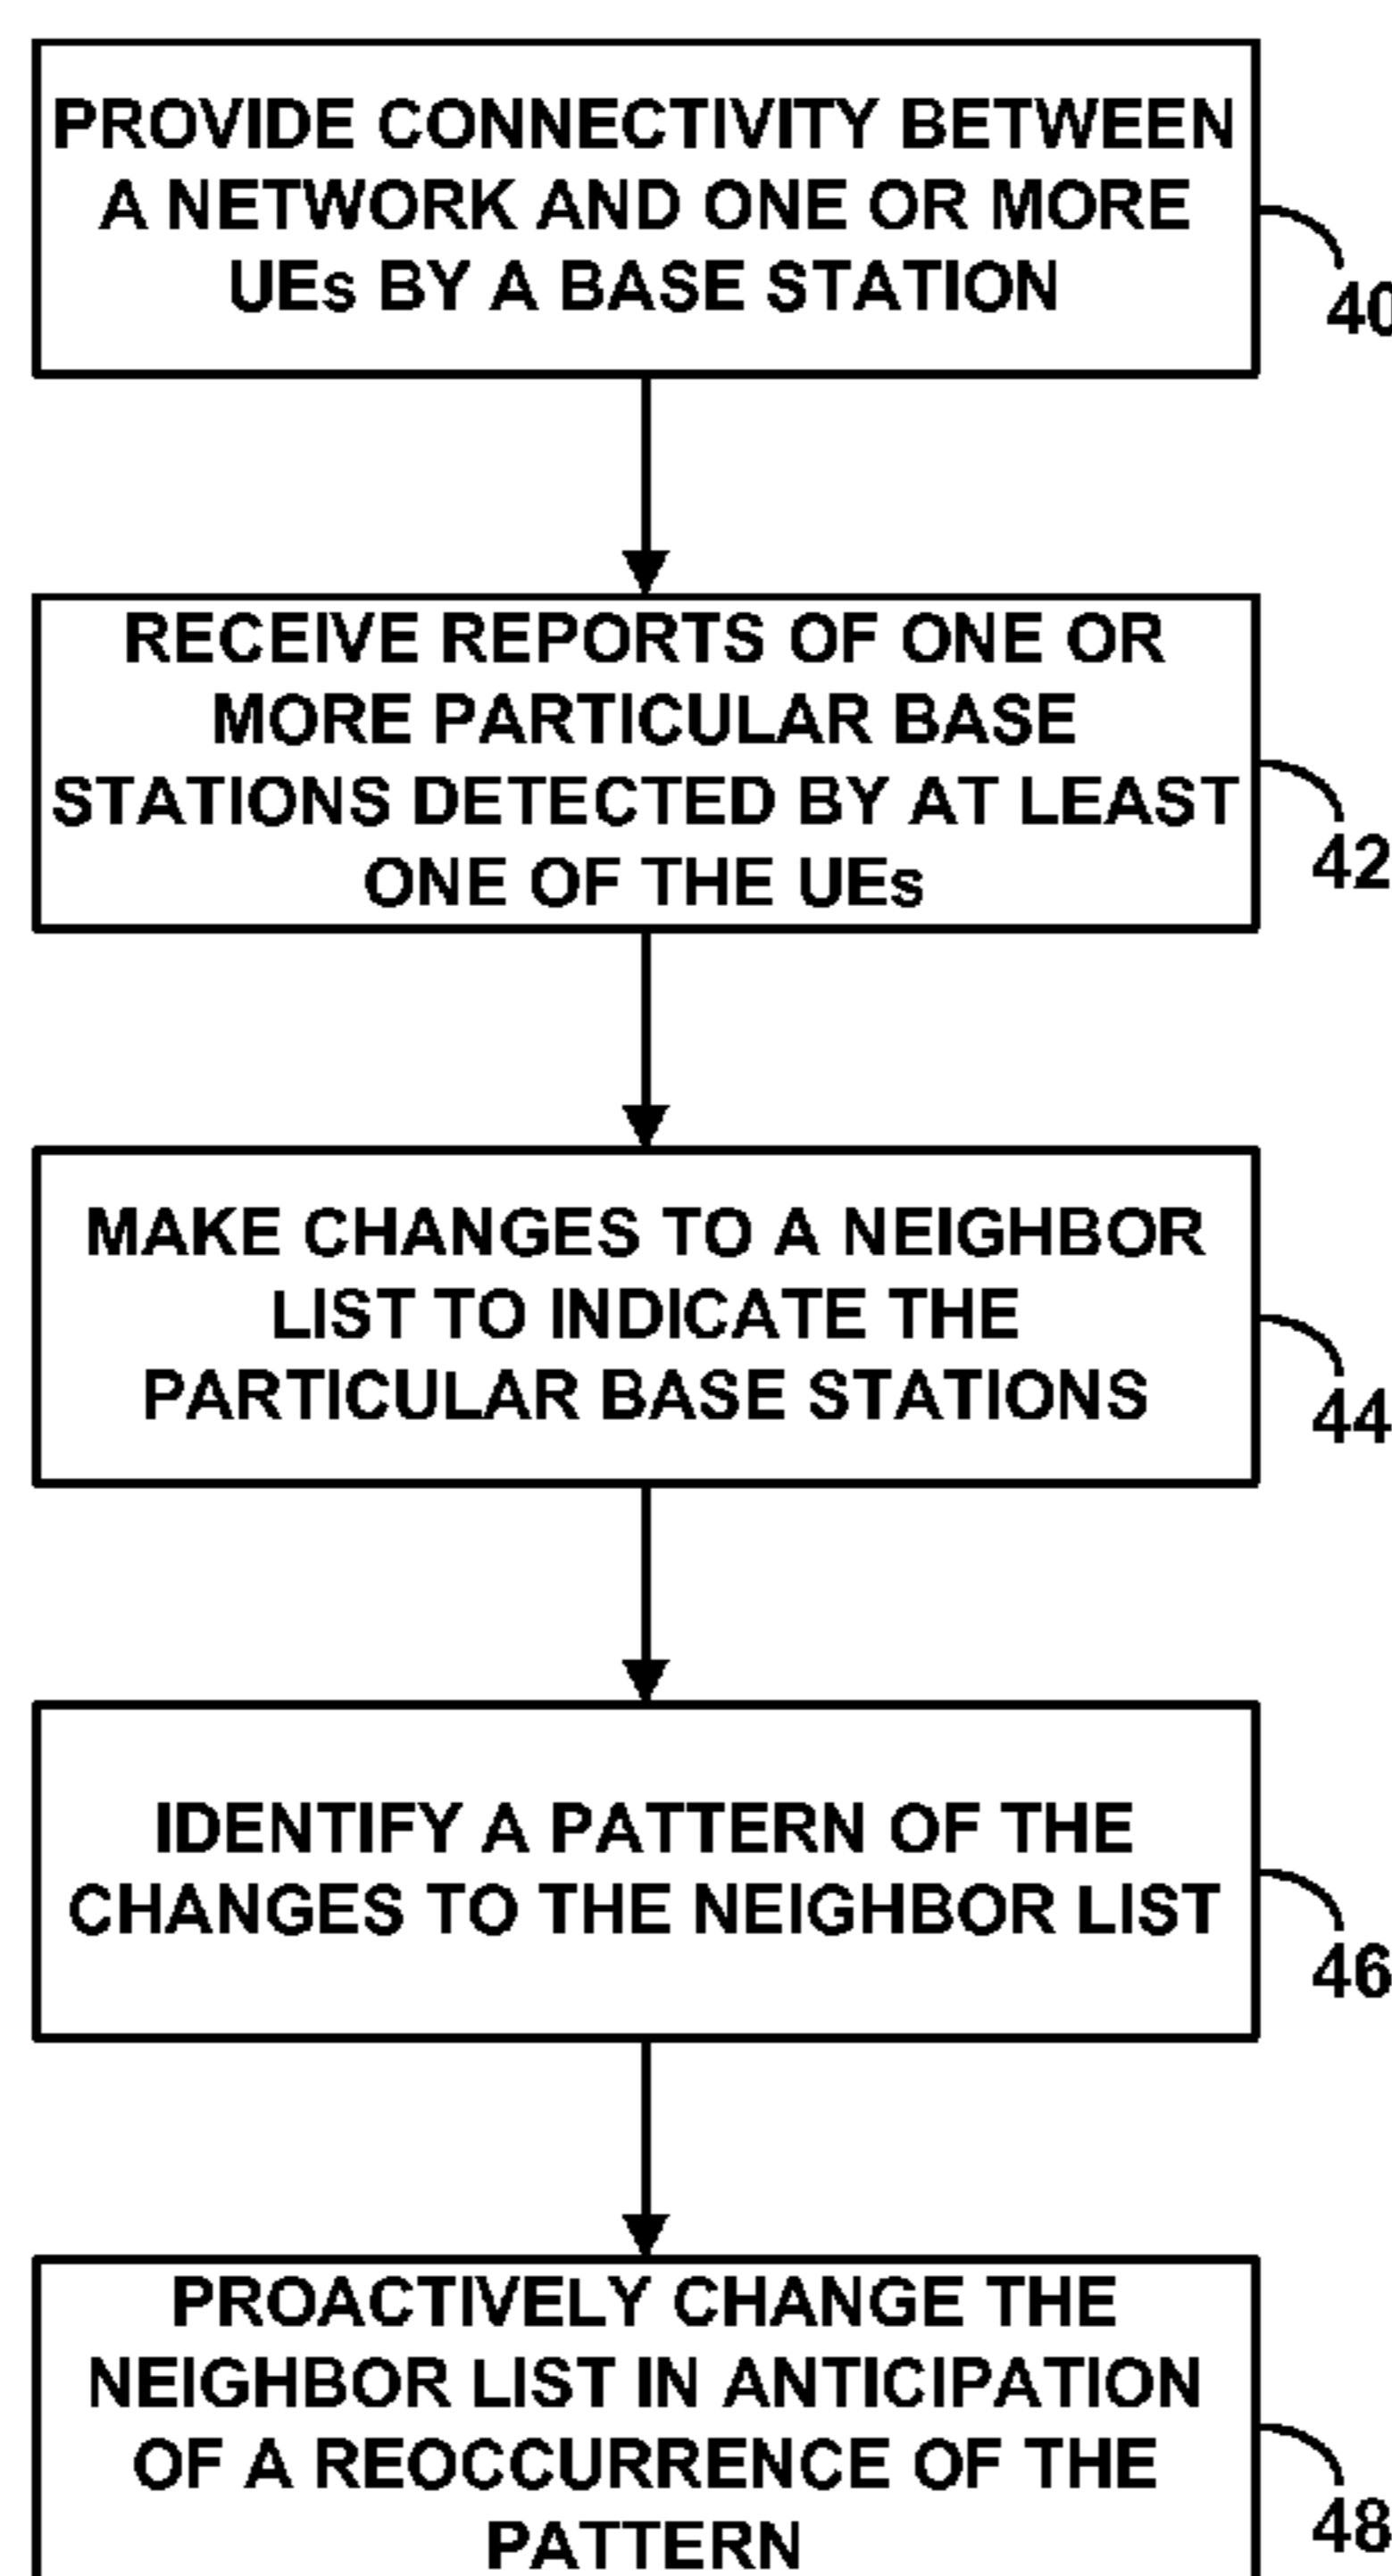 PROVIDE CONNECTIVITY BETWEEN
A NETWORK AND ONE OR MORE
UEs BY A BASE STATION
40
RECEIVE REPORTS OF ONE OR
MORE PARTICULAR BASE
STATIONS DETECTED BY AT LEAST
ONE OF THE UEs
42
MAKE CHANGES TO A NEIGHBOR
LIST TO INDICATE THE
PARTICULAR BASE STATIONS
44
IDENTIFY A PATTERN OF THE
CHANGES TO THE NEIGHBOR LIST
46
PROACTIVELY CHANGE THE
NEIGHBOR LIST IN ANTICIPATION
OF A REOCCURRENCE OF THE
PATTERN
48